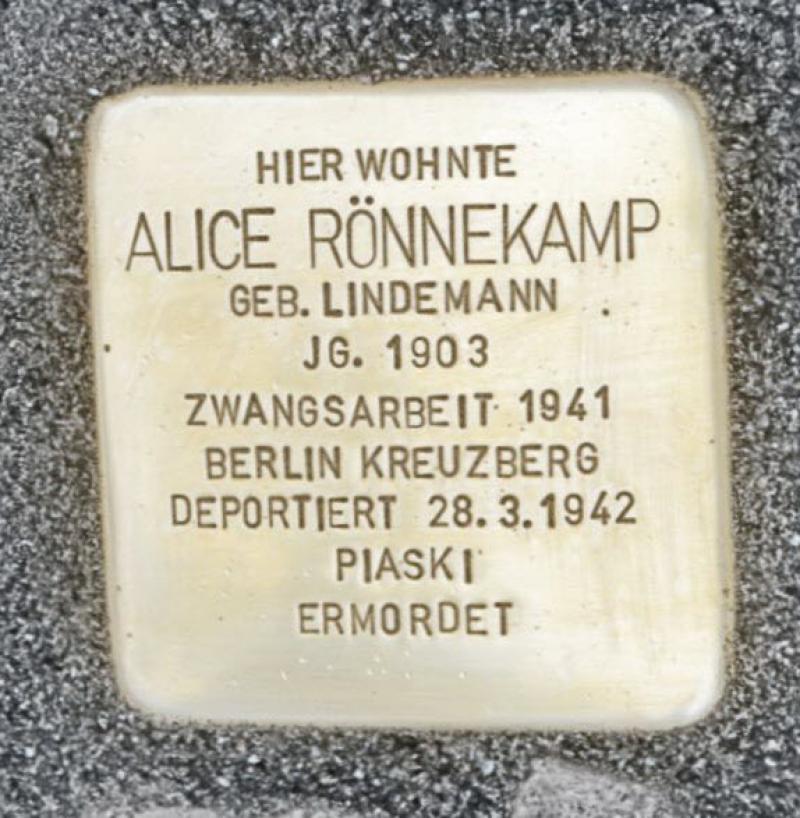 HIER WOHNTE
ALICE RÖNNEKAMP
GEB. LINDEMANN
JG. 1903
ZWANGSARBEIT 1941
BERLIN KREUZBERG
DEPORTIERT 28.3.1942
PIASKI
ERMORDET